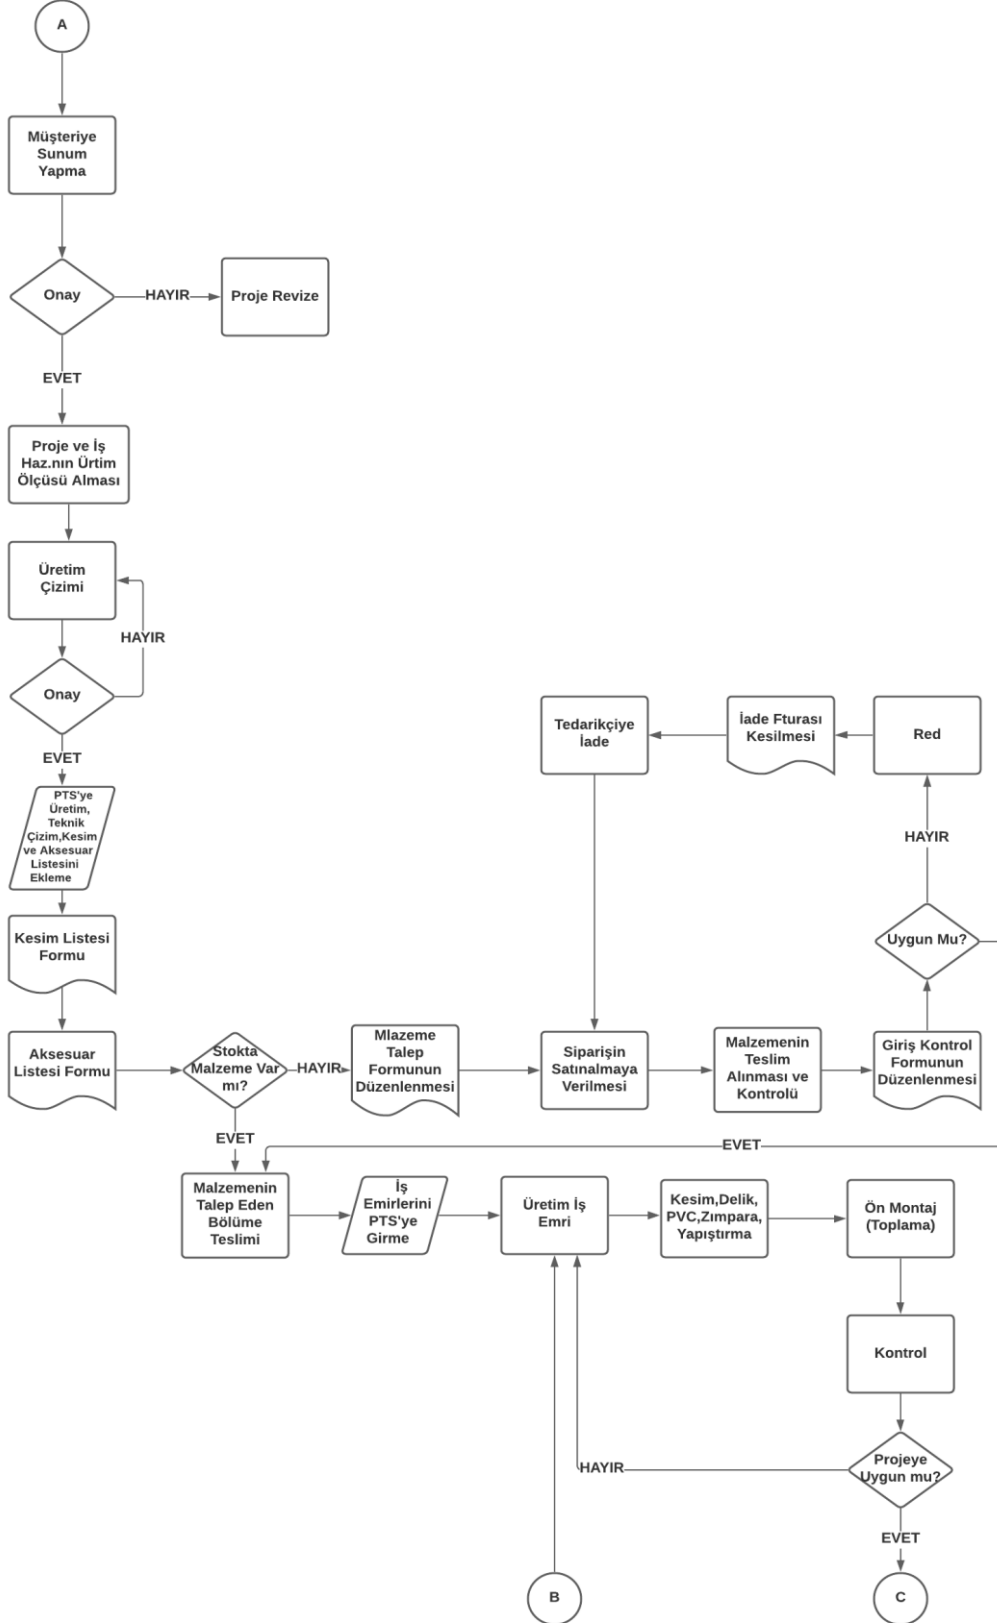 A
Müşteriye
Sunum
Yapma
Onay
HAYIR
Proje Revize
EVET
Proje ve İş
Haz.nın Ürtim
Ölçüsü Alması
Üretim
Çizimi
HAYIR
Onay
EVET
PTS'ye
Üretim,
Teknik
Çizim,Kesim
ve Aksesuar
Listesini
Ekleme
Kesim Listesi
Formu
Aksesuar
Listesi Formu
Stokta
Malzeme Var
mı?
HAYIR
Mlazeme
Talep
Formunun
Düzenlenmesi
Siparişin
Satınalmaya
Verilmesi
Malzemenin
Teslim
Alınması ve
Kontrolü
Giriş Kontrol
Formunun
Düzenlenmesi
Uygun Mu?
HAYIR
Red
İade Fturası
Kesilmesi
Tedarikçiye
İade
EVET
EVET
Malzemenin
Talep Eden
Bölüme
Teslimi
İş
Emirlerini
PTS'ye
Girme
Üretim İş
Emri
Kesim,Delik,
PVC,Zımpara,
Yapıştırma
Ön Montaj
(Toplama)
Kontrol
Projeye
Uygun mu?
HAYIR
EVET
B
C